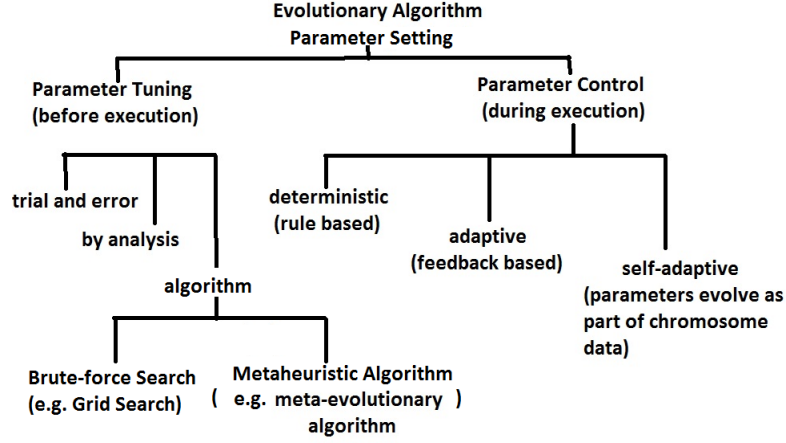 Evolutionary Algorithm
Parameter Setting
Parameter Tuning
(before execution)
Parameter Control
(during execution)
trial and error
by analysis
algorithm
deterministic
(rule based)
adaptive
(feedback based)
self-adaptive
(parameters evolve as
part of chromosome
data)
Brute-force Search
(e.g. Grid Search)
Metaheuristic Algorithm
( e.g. meta-evolutionary )
algorithm